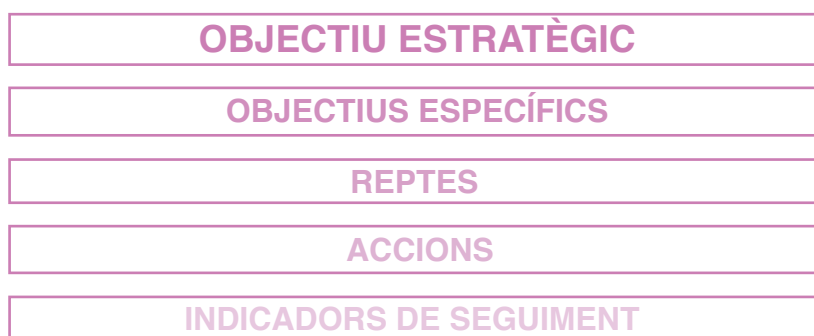 OBJECTIU ESTRATÈGIC
OBJECTIUS ESPECÍFICS
REPTES
ACCIONS
INDICADORS DE SEGUIMENT